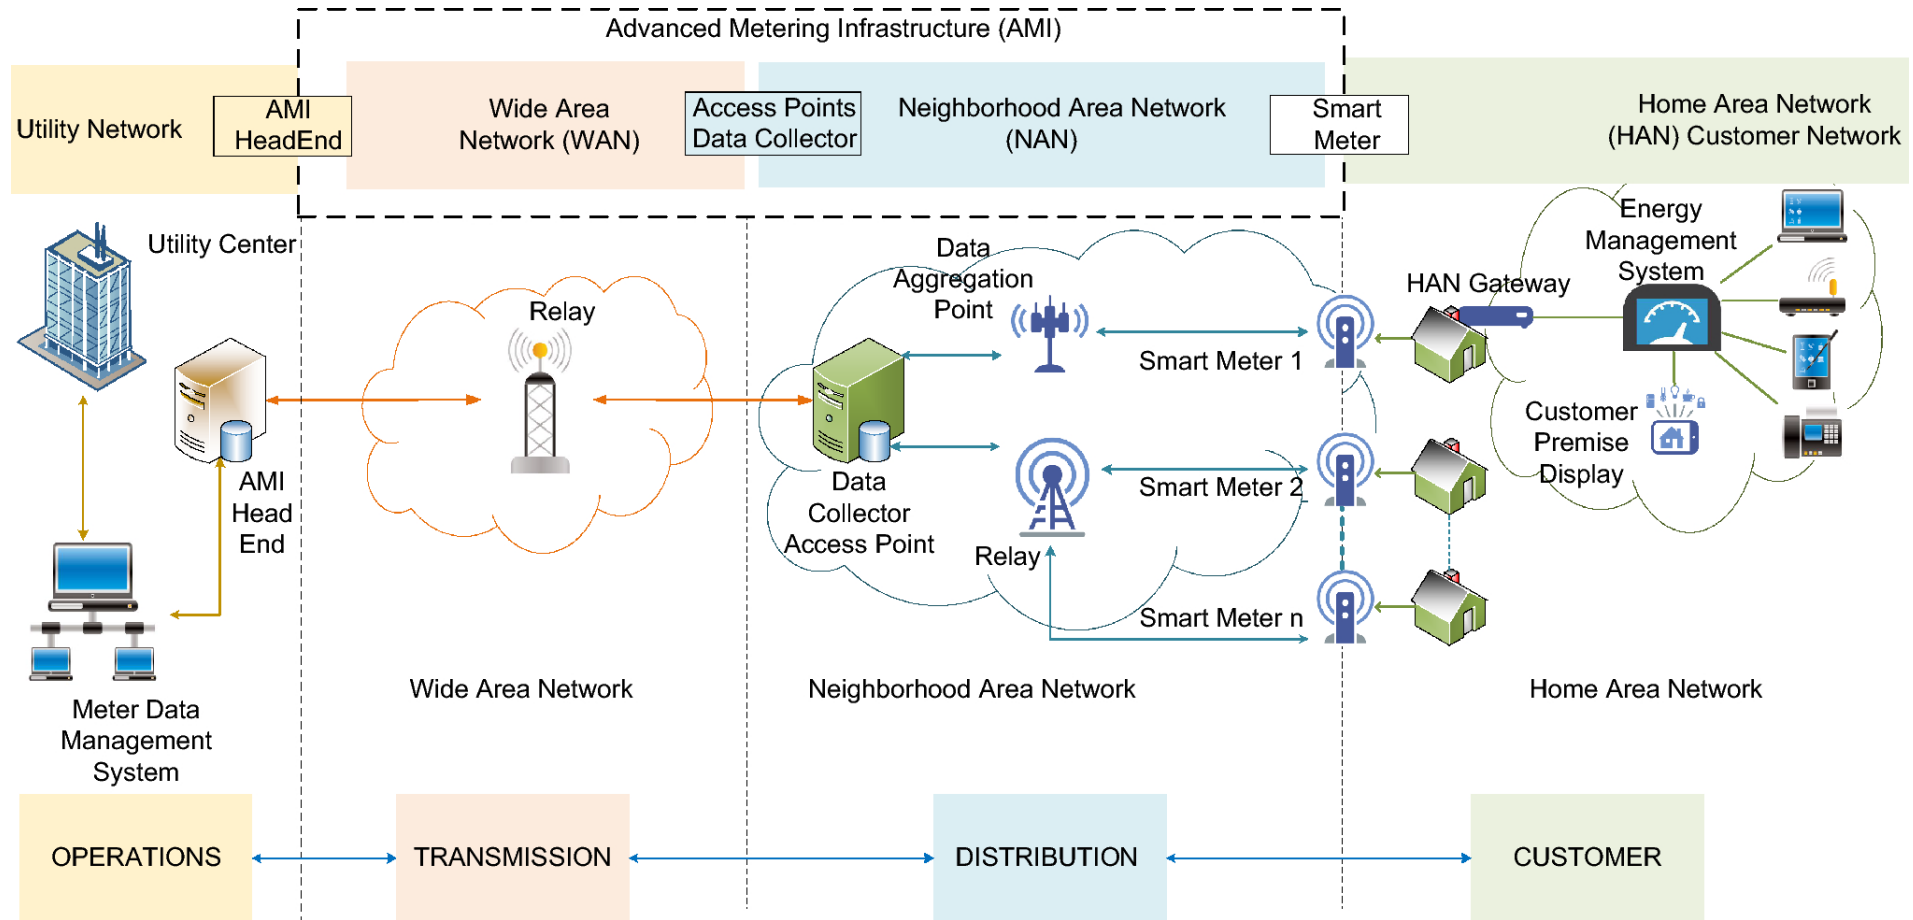 Advanced Metering Infrastructure (AMI)
Utility Network
AMI
HeadEnd
Wide Area
Network (WAN)
Access Points
Data Collector
Neighborhood Area Network
(NAN)
Smart
Meter
Home Area Network
(HAN) Customer Network
Utility Center
Relay
Data
Aggregation
Point
HAN Gateway
Energy
Management
System
Smart Meter 1
Customer
Premise
Display
AMI
Head
End
Data
Collector
Access Point
Smart Meter 2
Relay
Smart Meter n
Meter Data
Management
System
Wide Area Network
Neighborhood Area Network
Home Area Network
OPERATIONS
TRANSMISSION
DISTRIBUTION
CUSTOMER